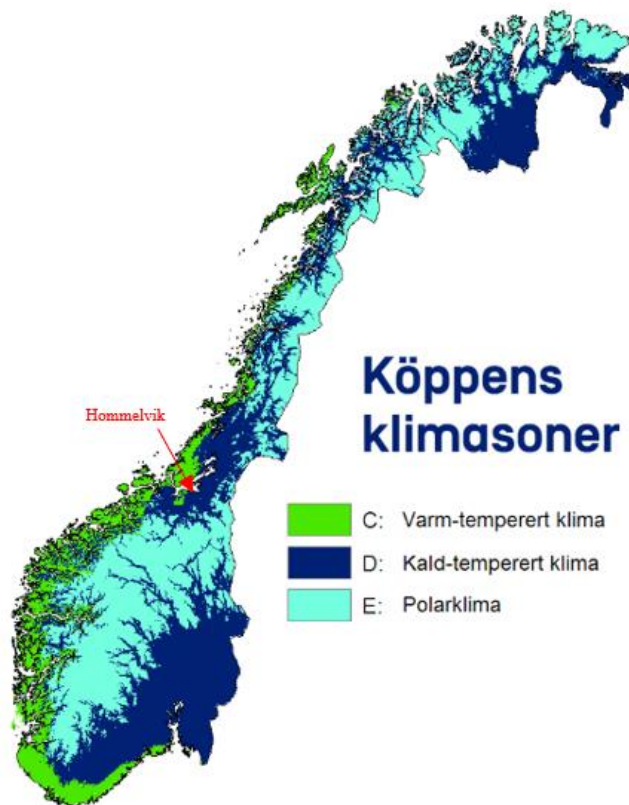 Hommelvik
Köppens
klimasoner
C: Varm-temperert klima
D: Kald-temperert klima
E: Polarklima